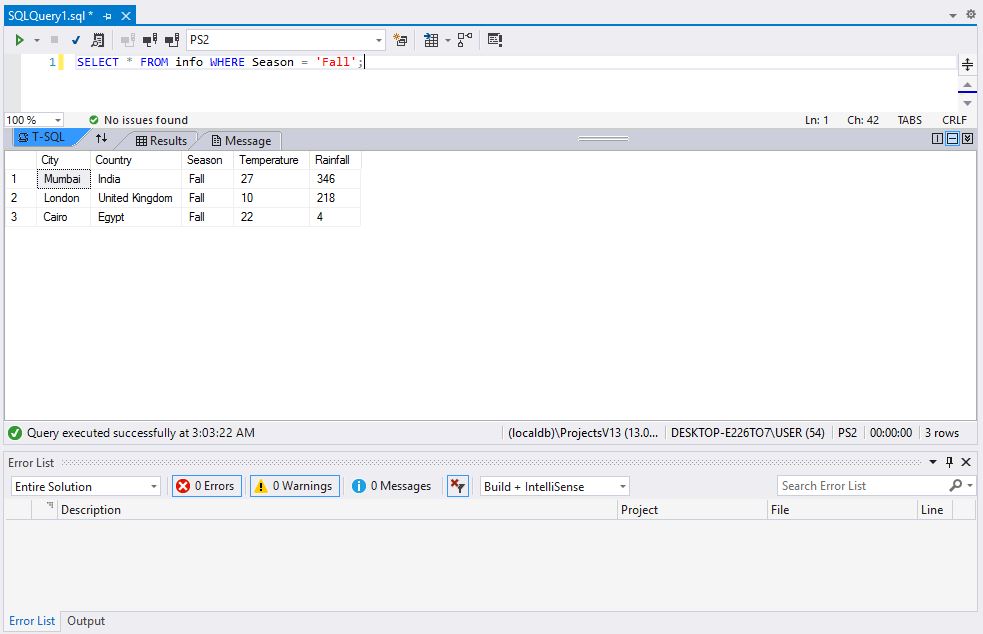 SQLQuery1.sql *
PS2
1 SELECT * FROM info WHERE Season = 'Fall';
100 % No issues found Ln: 1 Ch: 42 TABS CRLF
T-SQL Results Message
City Country Season Temperature Rainfall
1 Mumbai India Fall 27 346
2 London United Kingdom Fall 10 218
3 Cairo Egypt Fall 22 4
Query executed successfully at 3:03:22 AM (localdb)\ProjectsV13 (13.0... DESKTOP-E226TO7\USER (54) PS2 00:00:00 3 rows
Error List
Entire Solution 0 Errors 0 Warnings 0 Messages Build + IntelliSense Search Error List
Description Project File Line
Error List Output